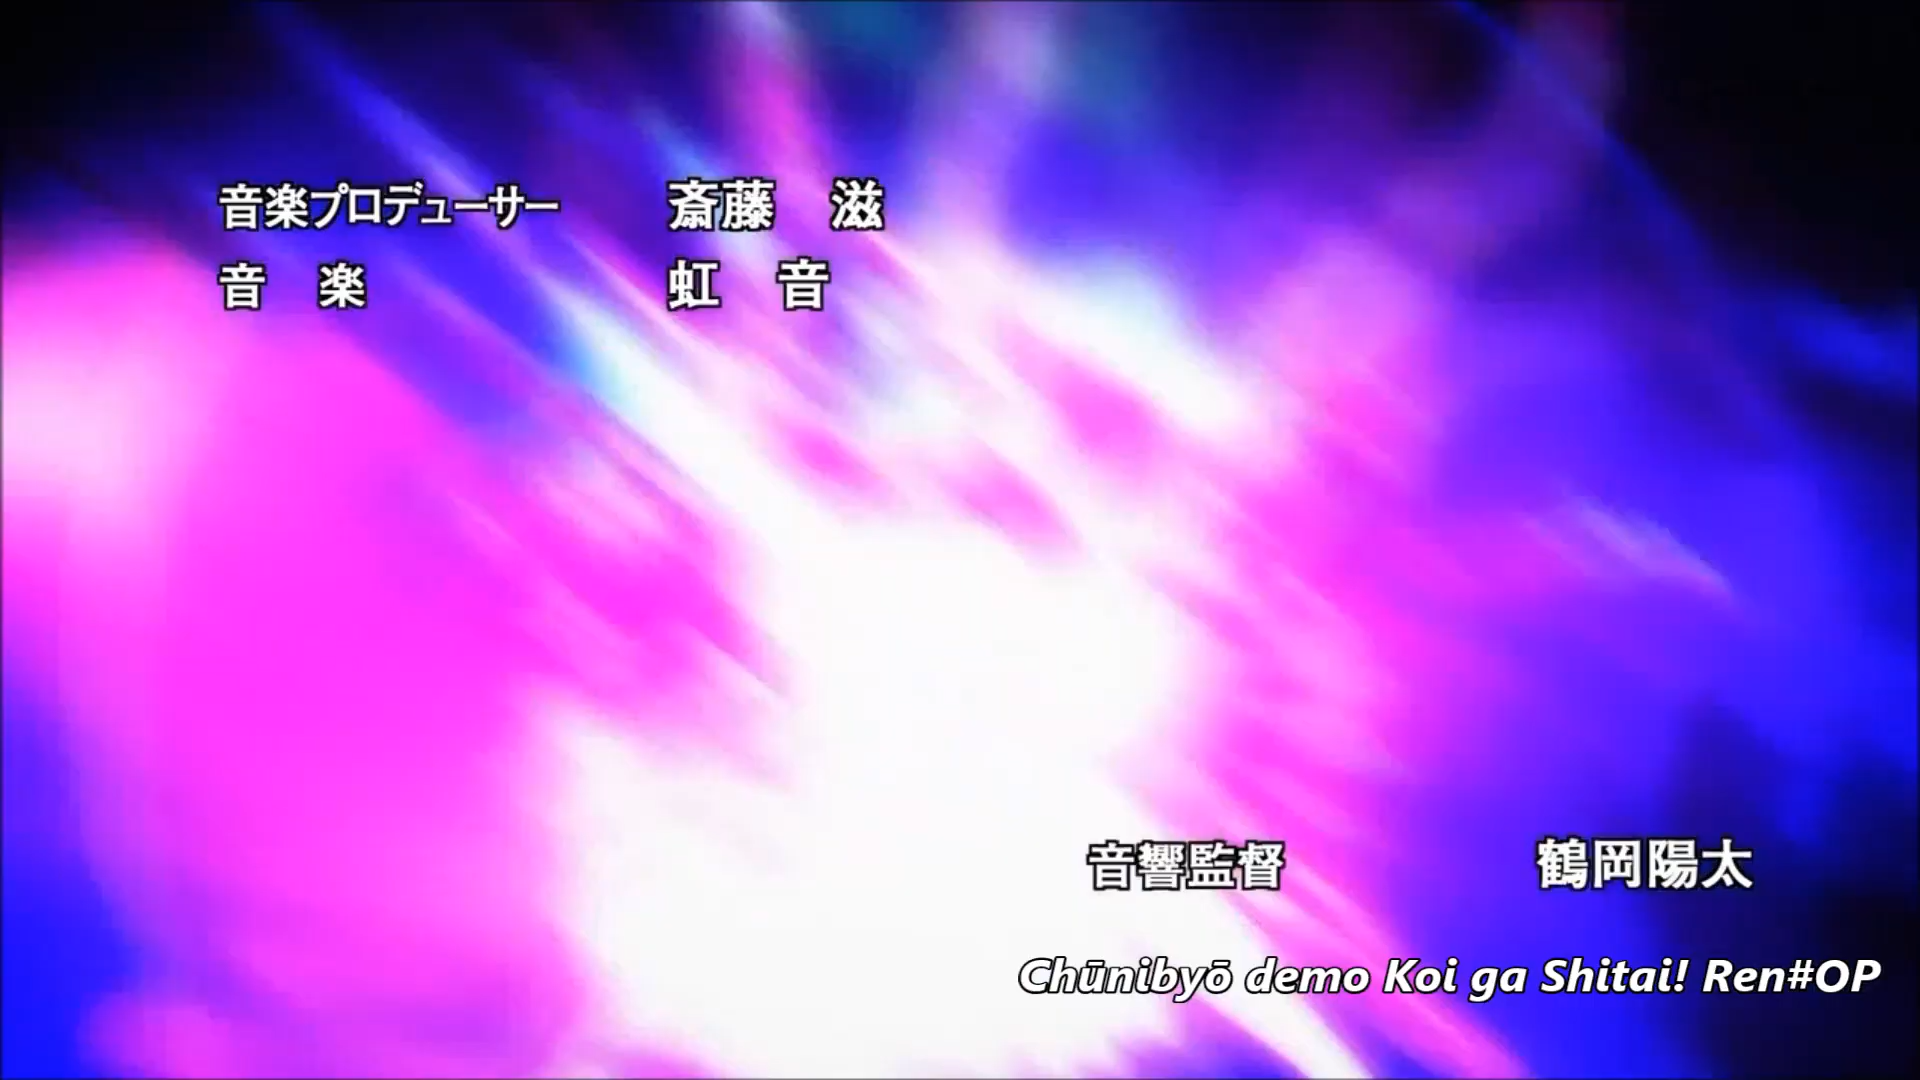 音楽プロデューサー　斎藤　滋
音　楽　虹　音
音響監督　鶴岡陽太
Chūnibyō demo Koi ga Shitai! Ren#OP